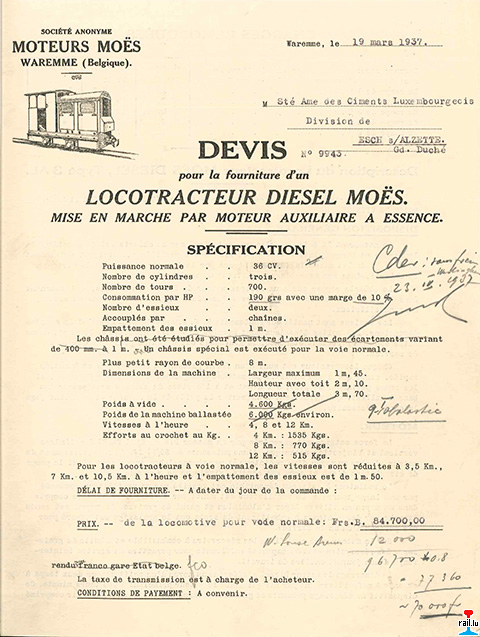 SOCIÉTÉ ANONYME
MOTEURS MOËS
WAREMME (Belgique).
Waremme, le 19 mars 1937.
M Sté Ame des Ciments Luxembourgeois
Division de
ESCH s/ALZETTE.
Gd. Duché
DEVIS N° 9943.
pour la fourniture d'un
LOCOTRACTEUR DIESEL MOËS.
MISE EN MARCHE PAR MOTEUR AUXILIAIRE A ESSENCE.
SPÉCIFICATION
Puissance normale . . 36 CV.
Nombre de cylindres . . trois.
Nombre de tours . . . 700.
Consommation par HP . . 190 grs avec une marge de 10 %
Nombre d'essieux . . deux.
Accouplés par . . . chaînes.
Empattement des essieux . 1 m.
Les châssis ont été étudiés pour permettre d'exécuter des écartements variant
de 400 mm. à 1 m. Un châssis spécial est exécuté pour la voie normale.
Plus petit rayon de courbe . 8 m.
Dimensions de la machine . Largeur maximum 1 m, 45.
Hauteur avec toit 2 m, 10.
Longueur totale 3 m, 70.
Poids à vide . . . . 4.600 Kgs.
Poids de la machine ballastée 6.000 Kgs environ.
Vitesses à l'heure . . 4, 8 et 12 Km.
Efforts au crochet au Kg. . 4 Km. : 1535 Kgs.
8 Km. : 770 Kgs.
12 Km. : 515 Kgs.
Pour les locotracteurs à voie normale, les vitesses sont réduites à 3,5 Km.,
7 Km. et 10,5 Km. à l'heure et l'empattement des essieux est de 1 m. 50.
DÉLAI DE FOURNITURE. -- A dater du jour de la commande :
PRIX. -- de la locomotive pour vode normale: Frs.B. 84.700,00
12 000
96.700 0.8
77 360
rendu franco gare Etat belge. fco
La taxe de transmission est à charge de l'acheteur.
CONDITIONS DE PAYEMENT : A convenir.
rail.lu